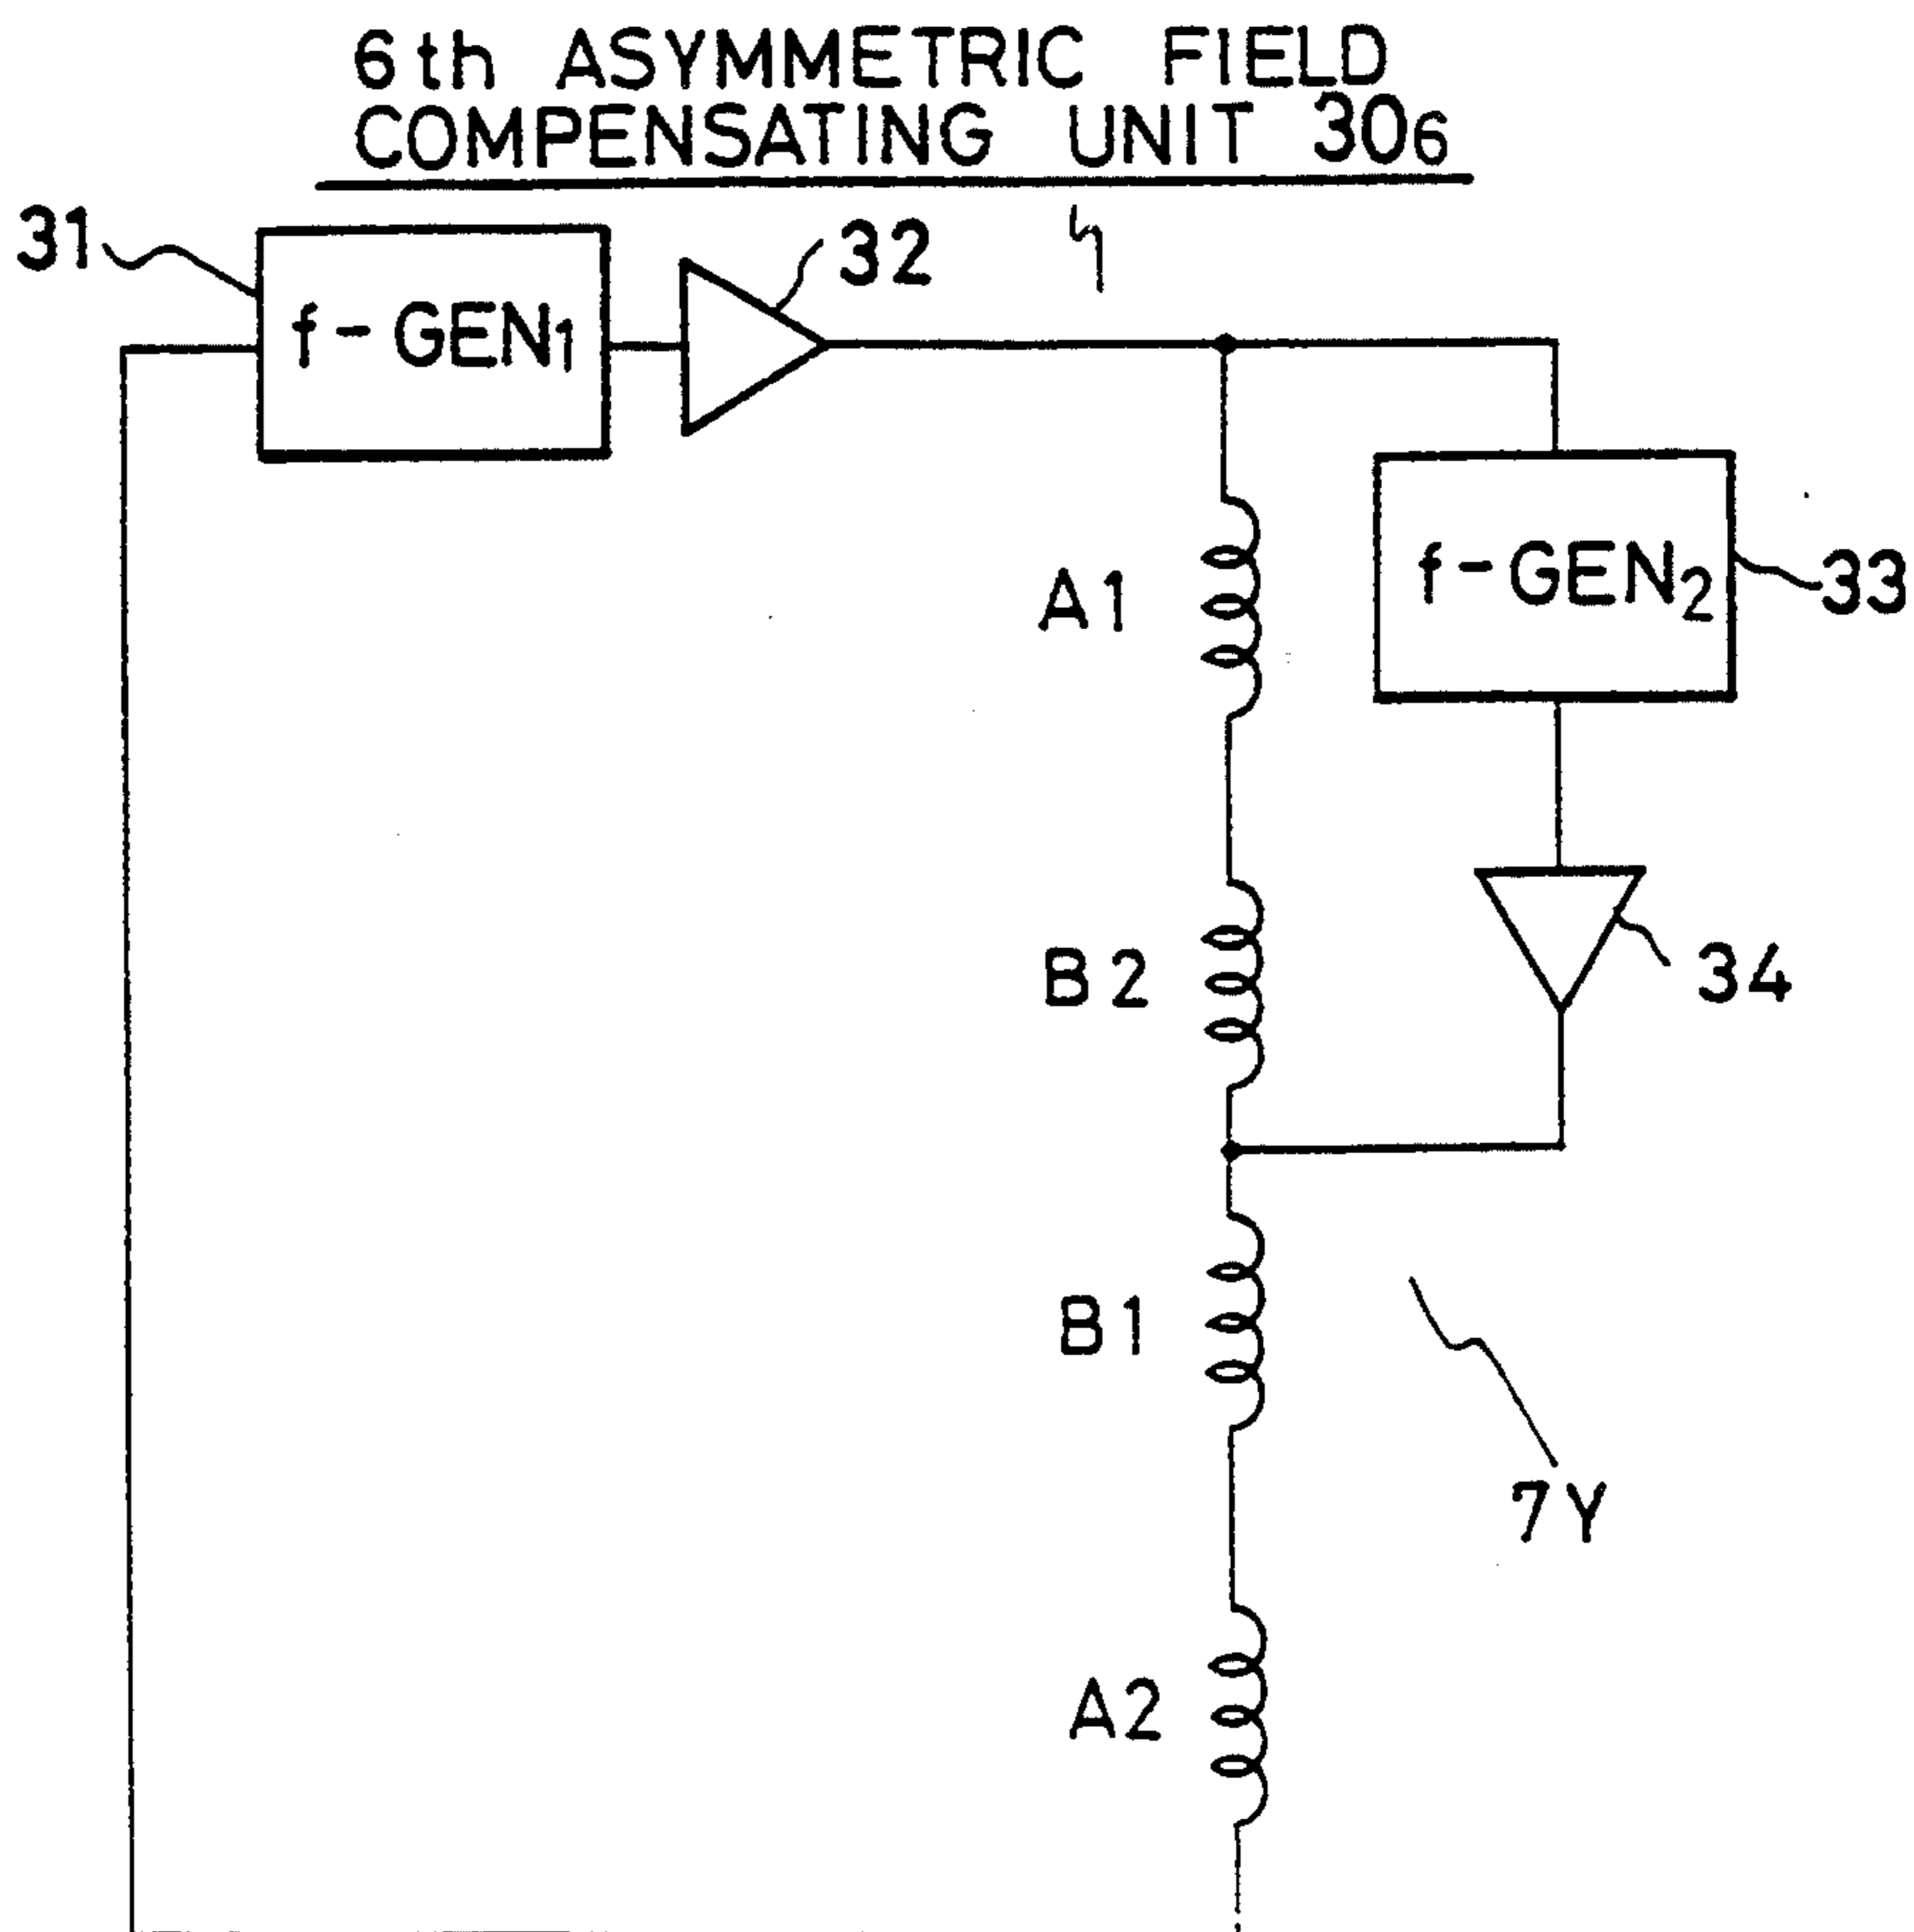 6th ASYMMETRIC FIELD
COMPENSATING UNIT 30₆
31
f-GEN₁
32
A1
f-GEN₂
33
B2
34
B1
7Y
A2